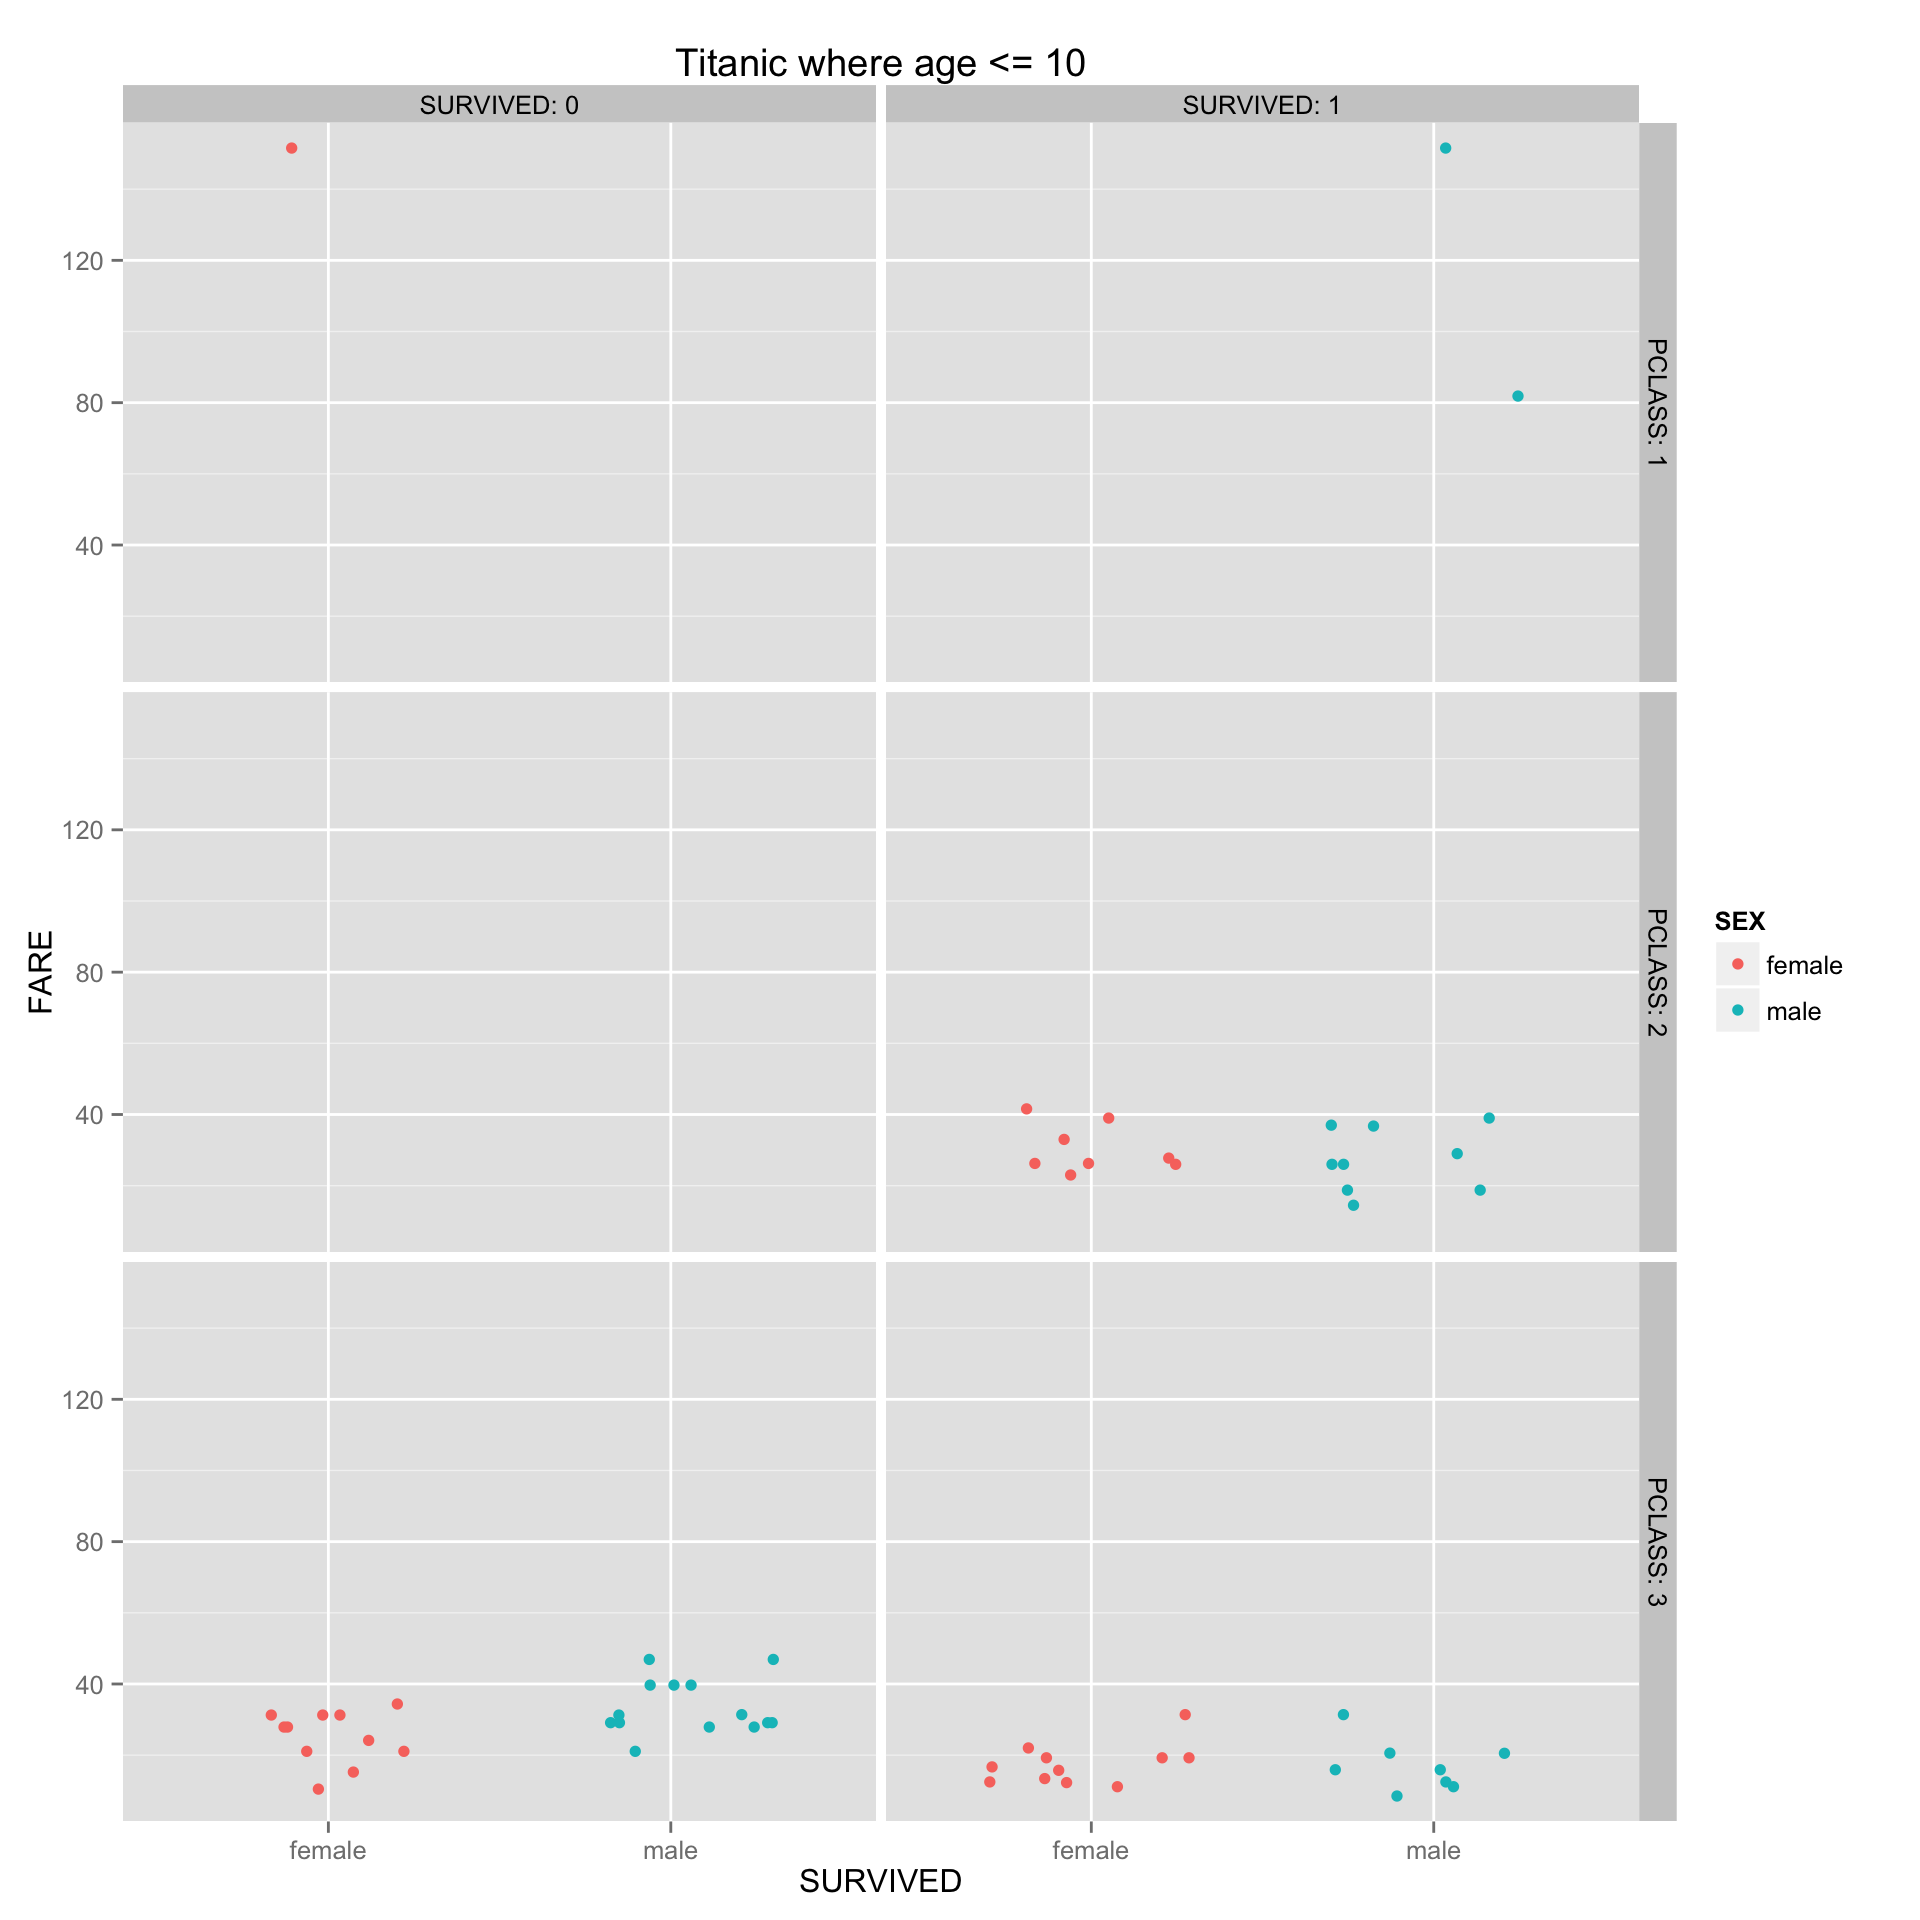 Titanic where age <= 10
SURVIVED: 0
SURVIVED: 1
120
80
40
PCLASS: 1
120
80
40
PCLASS: 2
120
80
40
PCLASS: 3
FARE
female
male
female
male
SURVIVED
SEX
female
male